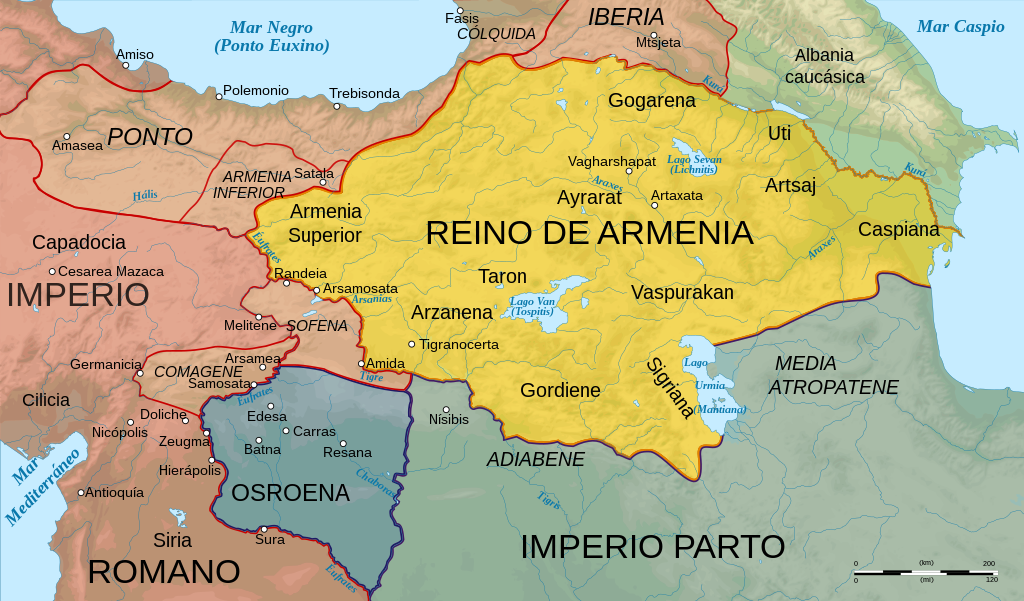 Mar Negro
(Ponto Euxino)
Fasis
CÓLQUIDA
IBERIA
Mtsjeta
Mar Caspio
Albania
caucásica
Amiso
Polemonio
Trebisonda
Kurá
Gogarena
Uti
PONTO
Amasea
Hális
ARMENIA
INFERIOR
Satala
Vagharshapat
Lago Sevan
(Lichnitis)
Kurá
Araxes
Ayrarat
Artaxata
Artsaj
Armenia
Superior
REINO DE ARMENIA
Caspiana
Araxes
Capadocia
Éufrates
Cesarea Mazaca
IMPERIO
Randeia
Arsamosata
Arsanias
Taron
Lago Van
(Tospitis)
Vaspurakan
Melitene
SOFENA
Arzanena
Tigranocerta
Germanicia
COMAGENE
Arsamea
Samosata
Amida
Tigre
Lago
Urmia
(Mantiana)
Sigriana
MEDIA
ATROPATENE
Gordiene
Cilicia
Doliche
Nicópolis
Zeugma
Éufrates
Edesa
Carras
Batna
Resana
Nísibis
Mar
Mediterráneo
Hierápolis
Chaboras
ADIABENE
Antioquía
OSROENA
Tigris
Siria
Sura
ROMANO
Éufrates
IMPERIO PARTO
0 (km) 200
0 (mi) 120